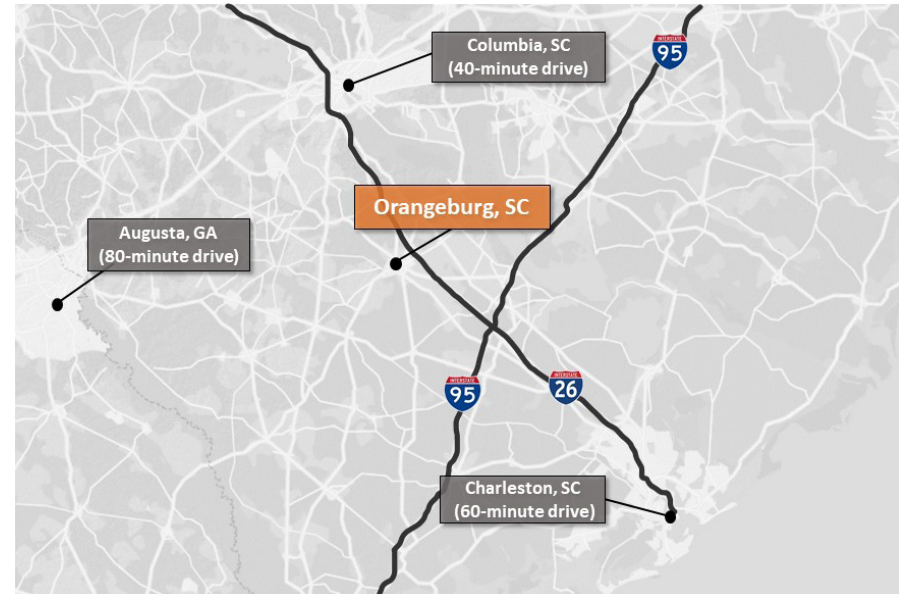 Columbia, SC
(40-minute drive)
INTERSTATE
95
Orangeburg, SC
Augusta, GA
(80-minute drive)
INTERSTATE
95
INTERSTATE
26
Charleston, SC
(60-minute drive)